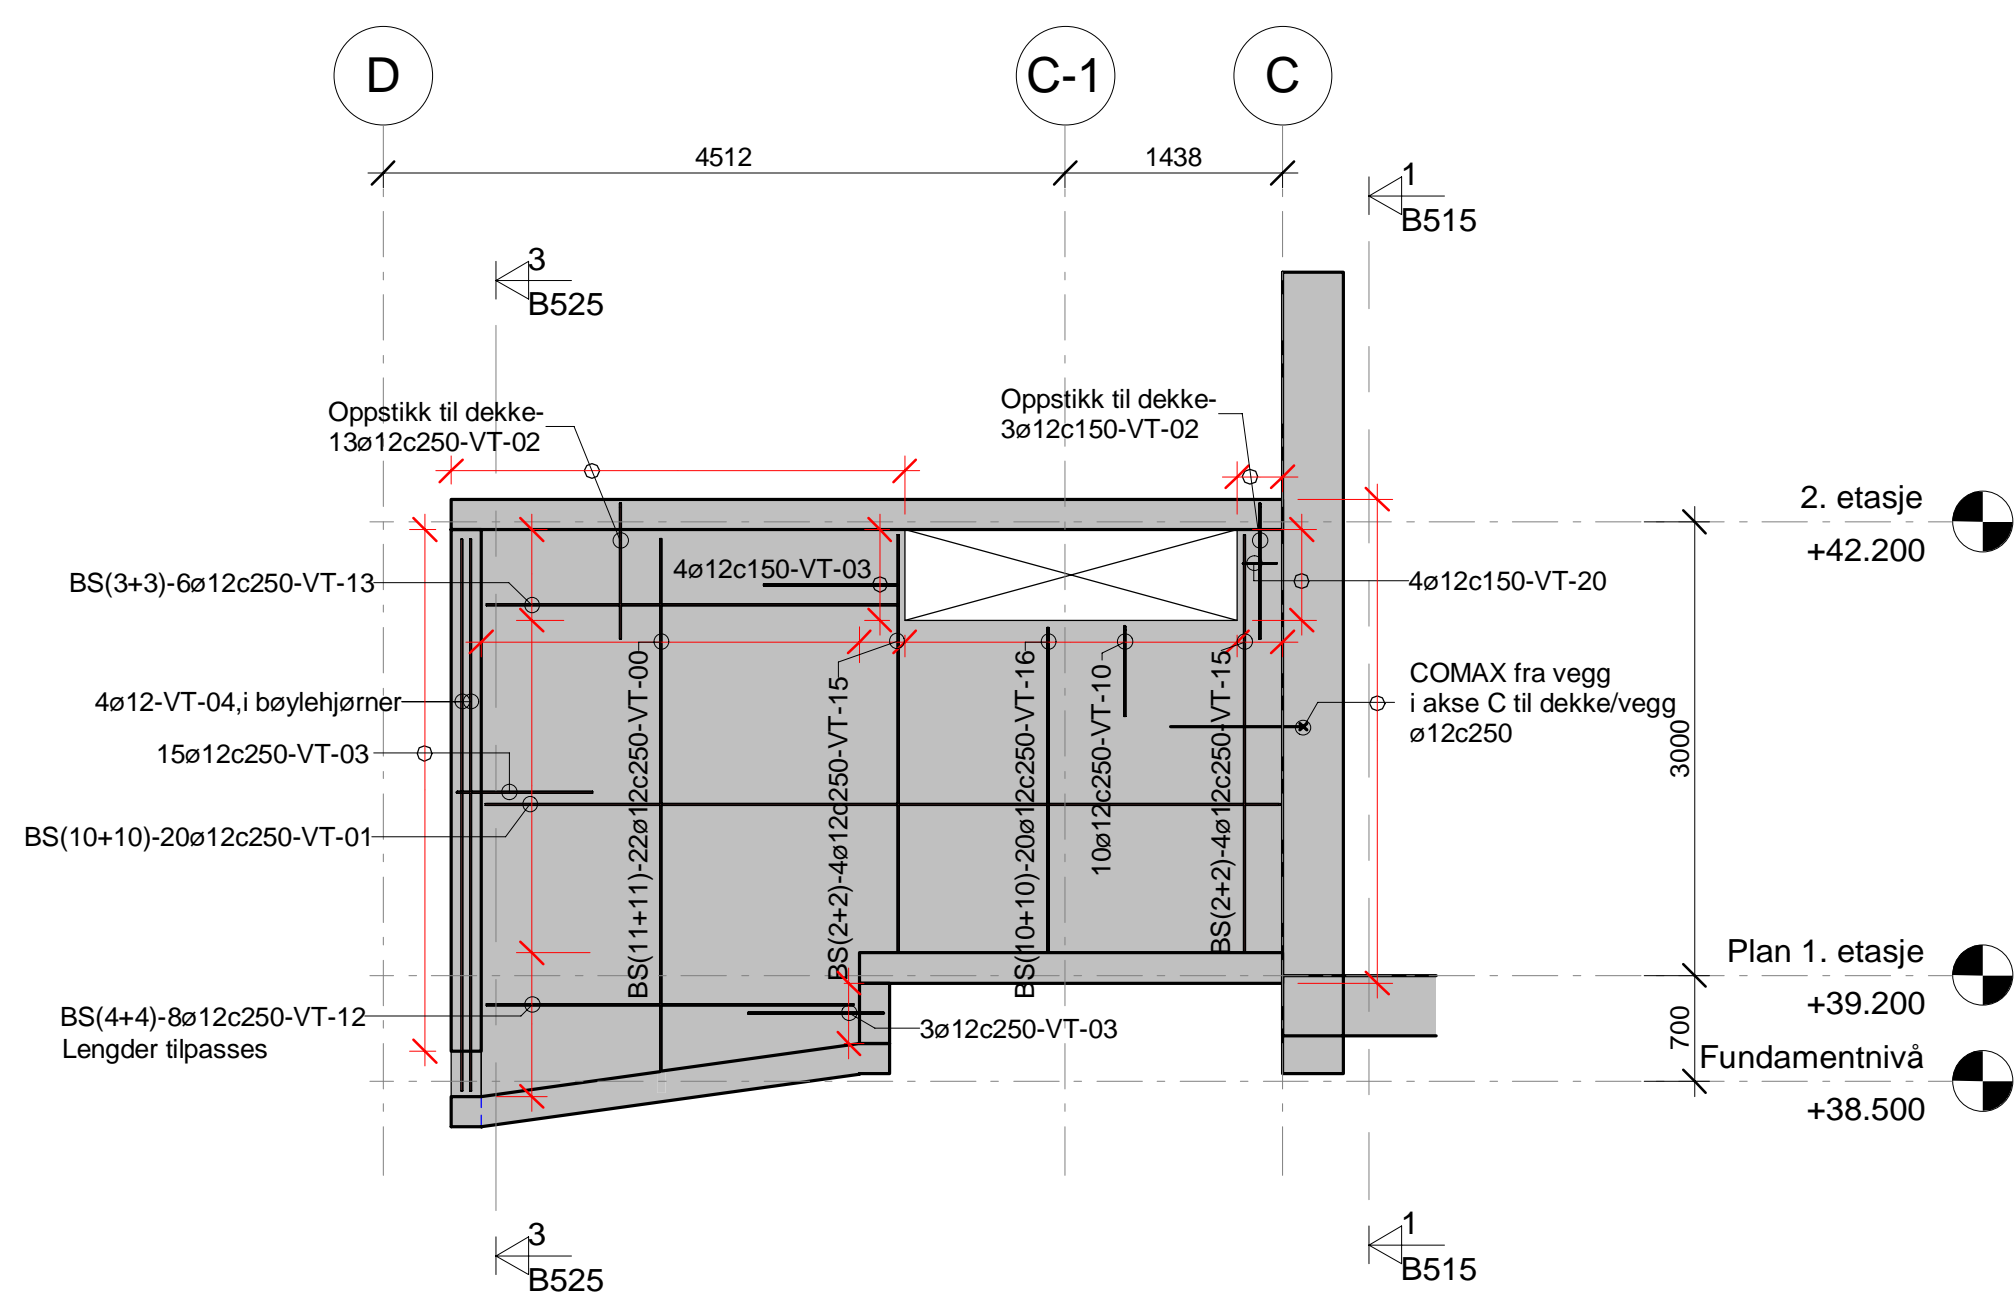 D
C-1
C
4512
1438
1
B515
3
B525
Oppstikk til dekke-
13ø12c250-VT-02
Oppstikk til dekke-
3ø12c150-VT-02
2. etasje
+42.200
BS(3+3)-6ø12c250-VT-13
4ø12c150-VT-03
4ø12c150-VT-20
4ø12-VT-04,i bøylehjørner
15ø12c250-VT-03
BS(10+10)-20ø12c250-VT-01
BS(11+11)-22ø12c250-VT-00
BS(2+2)-4ø12c250-VT-15
BS(10+10)-20ø12c250-VT-16
10ø12c250-VT-10
BS(2+2)-4ø12c250-VT-15
COMAX fra vegg
i akse C til dekke/vegg
ø12c250
3000
Plan 1. etasje
+39.200
BS(4+4)-8ø12c250-VT-12
Lengder tilpasses
3ø12c250-VT-03
700
Fundamentnivå
+38.500
3
B525
1
B515